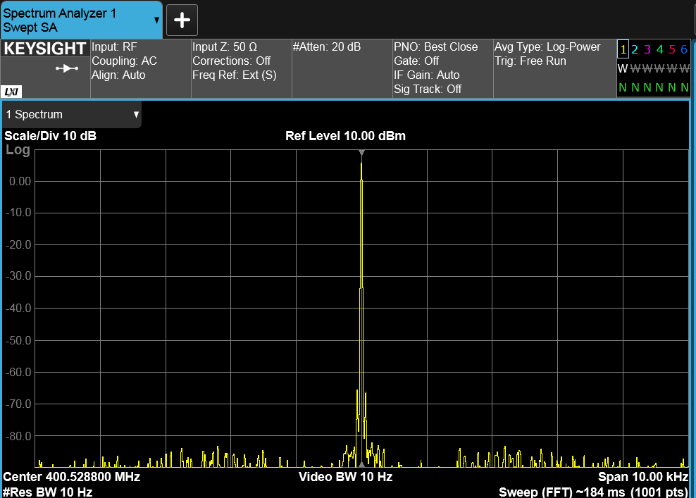 Spectrum Analyzer 1
Swept SA
+
KEYSIGHT
Input: RF
Coupling: AC
Align: Auto
Input Z: 50 Ω
Corrections: Off
Freq Ref: Ext (S)
#Atten: 20 dB
PNO: Best Close
Gate: Off
IF Gain: Auto
Sig Track: Off
Avg Type: Log-Power
Trig: Free Run
1 2 3 4 5 6
W W W W W W
N N N N N N
LXI
1 Spectrum
Scale/Div 10 dB
Ref Level 10.00 dBm
Log
0.00
-10.0
-20.0
-30.0
-40.0
-50.0
-60.0
-70.0
-80.0
Center 400.528800 MHz
Video BW 10 Hz
Span 10.00 kHz
#Res BW 10 Hz
Sweep (FFT) ~184 ms (1001 pts)